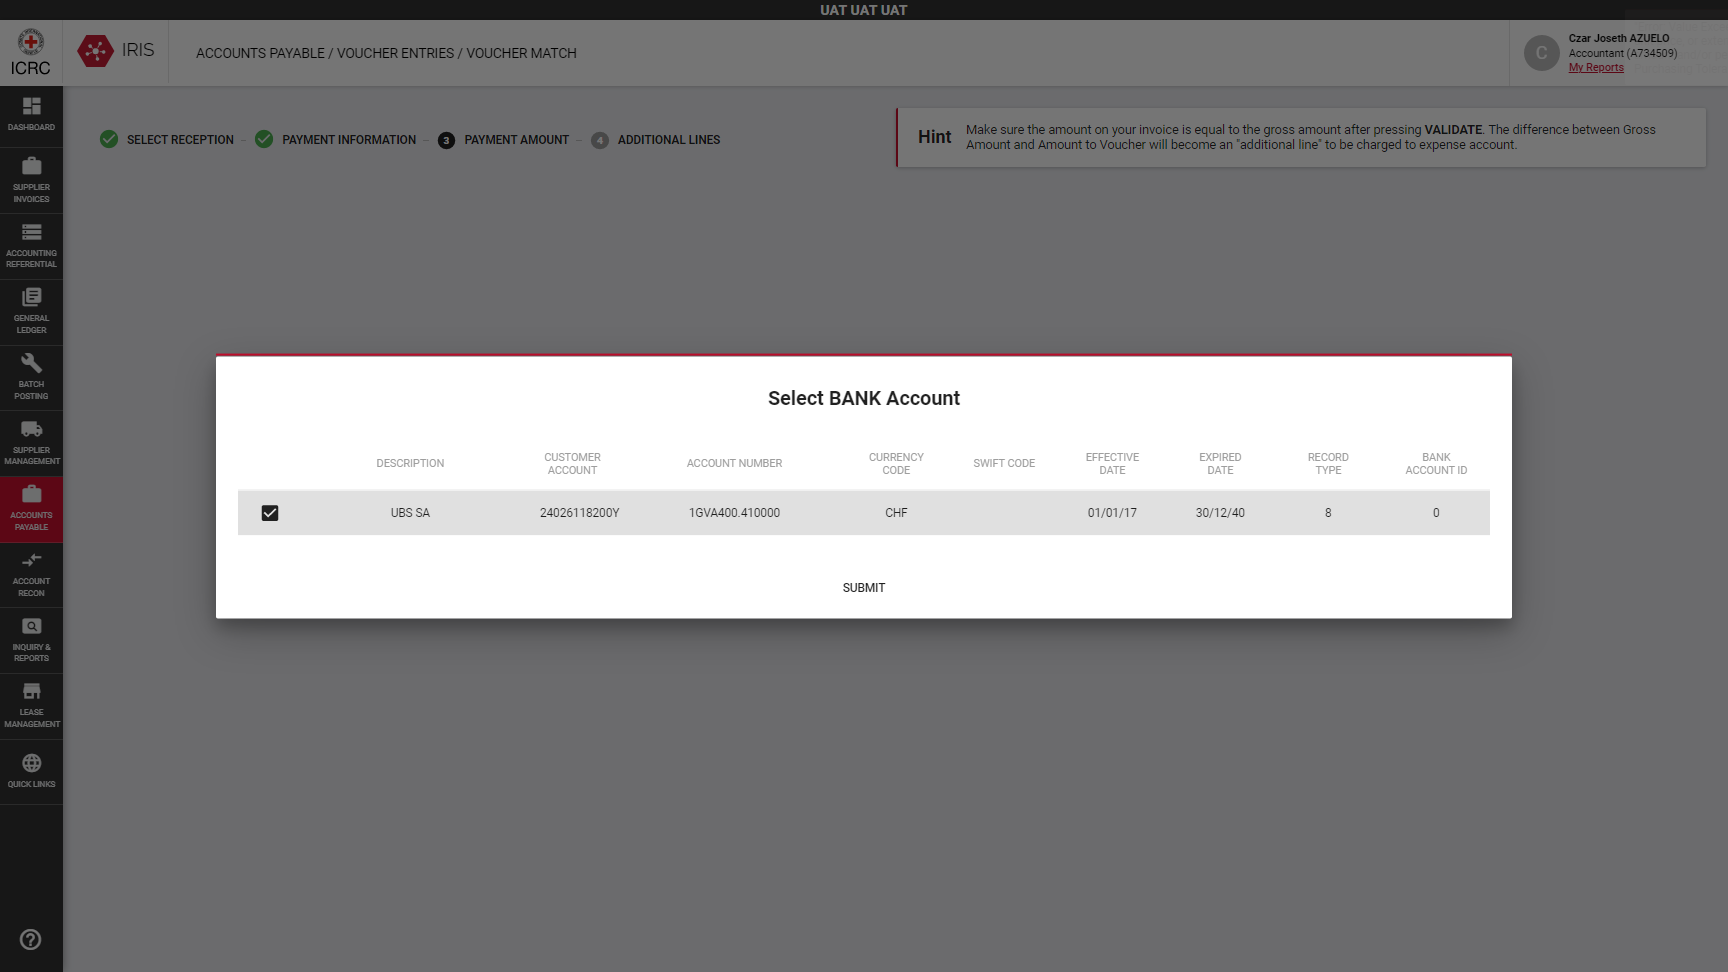 UAT UAT UAT
ICRC
IRIS
ACCOUNTS PAYABLE / VOUCHER ENTRIES / VOUCHER MATCH
C
Czar Joseth AZUELO
Accountant (A734509)
My Reports
DASHBOARD
SUPPLIER
INVOICES
ACCOUNTING
REFERENTIAL
GENERAL
LEDGER
BATCH
POSTING
SUPPLIER
MANAGEMENT
ACCOUNTS
PAYABLE
ACCOUNT
RECON
INQUIRY &
REPORTS
LEASE
MANAGEMENT
QUICK LINKS
SELECT RECEPTION
PAYMENT INFORMATION
3 PAYMENT AMOUNT
4 ADDITIONAL LINES
Hint
Make sure the amount on your invoice is equal to the gross amount after pressing VALIDATE. The difference between Gross
Amount and Amount to Voucher will become an "additional line" to be charged to expense account.
Select BANK Account
DESCRIPTION
CUSTOMER
ACCOUNT
ACCOUNT NUMBER
CURRENCY
CODE
SWIFT CODE
EFFECTIVE
DATE
EXPIRED
DATE
RECORD
TYPE
BANK
ACCOUNT ID
UBS SA 24026118200Y 1GVA400.410000 CHF 01/01/17 30/12/40 8 0
SUBMIT